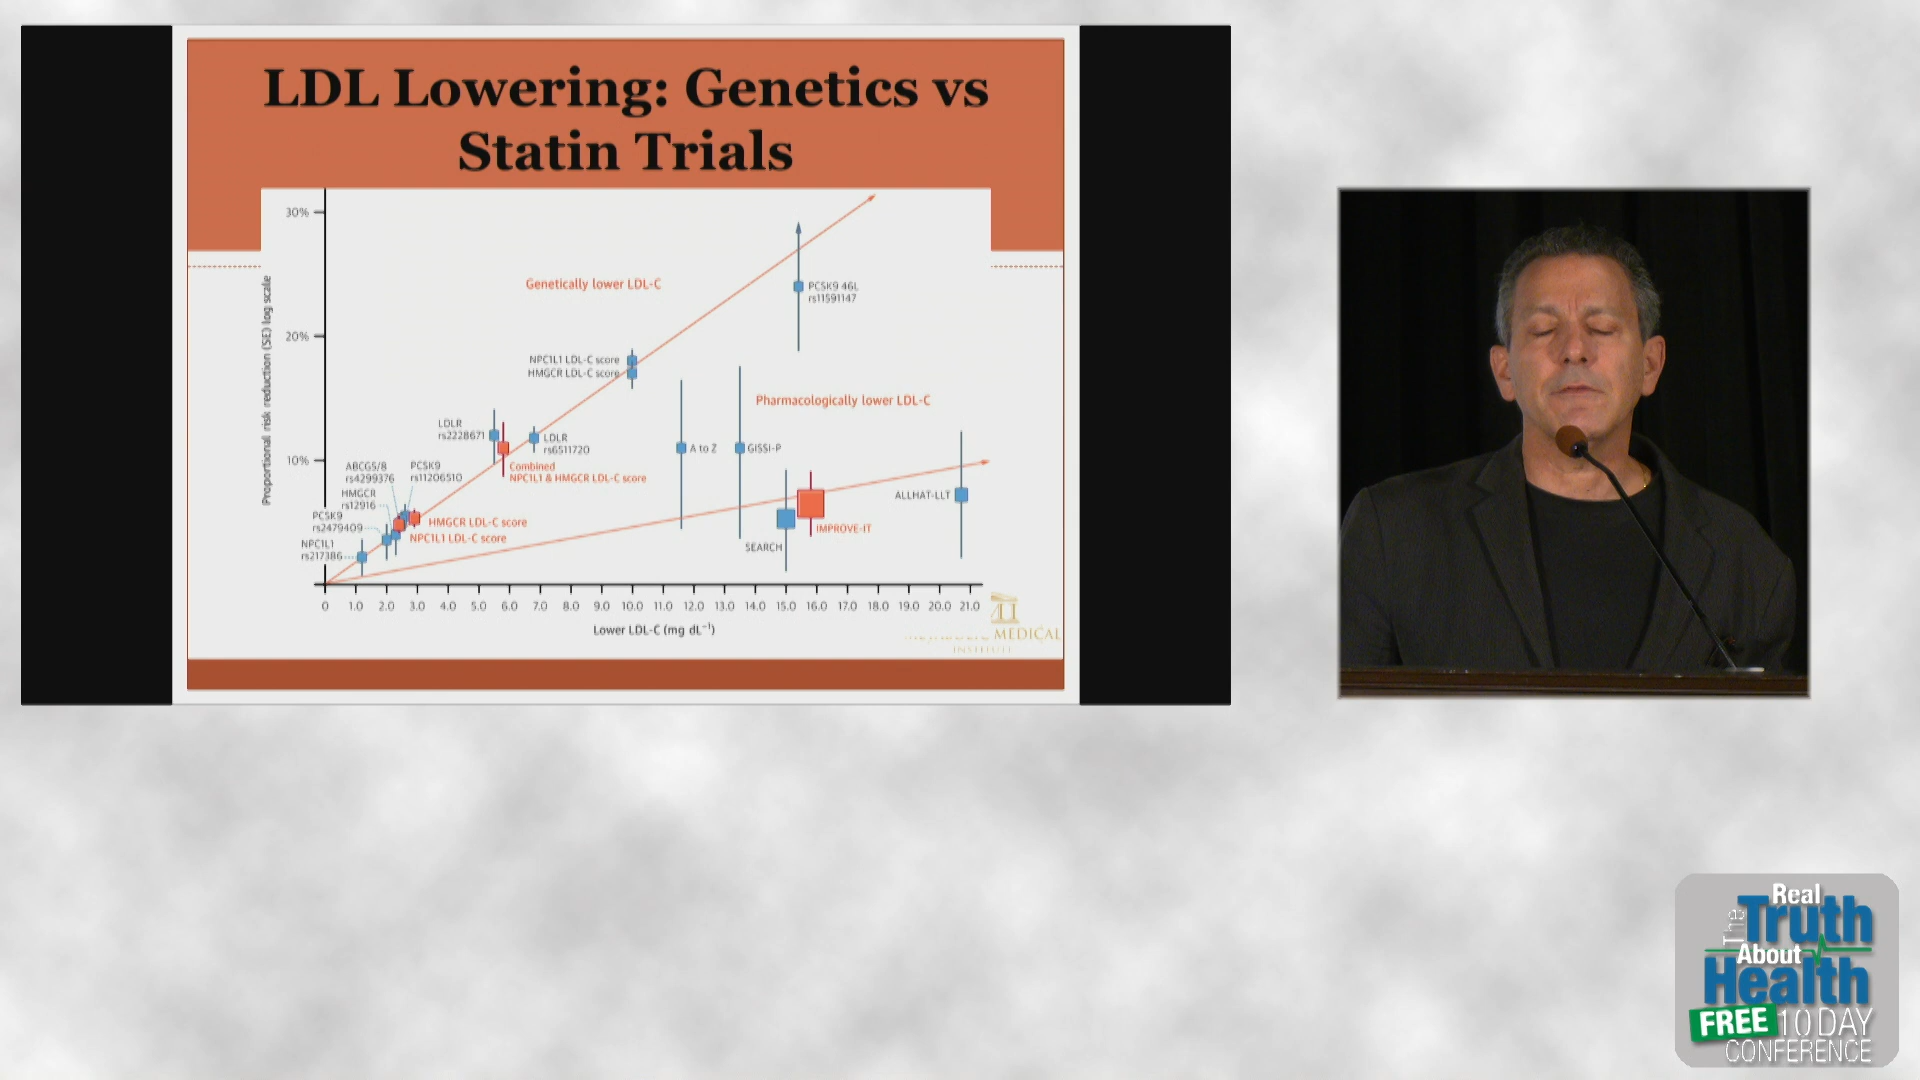 LDL Lowering: Genetics vs
Statin Trials
30%
20%
10%
Proportional risk reduction (SE) log scale
Genetically lower LDL-C
PCSK9 46L
rs11591147
NPC1L1 LDL-C score
HMGCR LDL-C score
Pharmacologically lower LDL-C
LDLR
rs2228671
LDLR
rs6511720
A to Z
GISSI-P
Combined
NPC1L1 & HMGCR LDL-C score
ABCG5/8
rs4299376
PCSK9
rs11206510
HMGCR
rs12916
PCSK9
rs2479409
NPC1L1
rs217386
HMGCR LDL-C score
NPC1L1 LDL-C score
ALLHAT-LLT
IMPROVE-IT
SEARCH
0 1.0 2.0 3.0 4.0 5.0 6.0 7.0 8.0 9.0 10.0 11.0 12.0 13.0 14.0 15.0 16.0 17.0 18.0 19.0 20.0 21.0
Lower LDL-C (mg dL⁻¹)
MEDICAL
INSTITUTE
The Real
Truth
About
Health
FREE 10 DAY
CONFERENCE